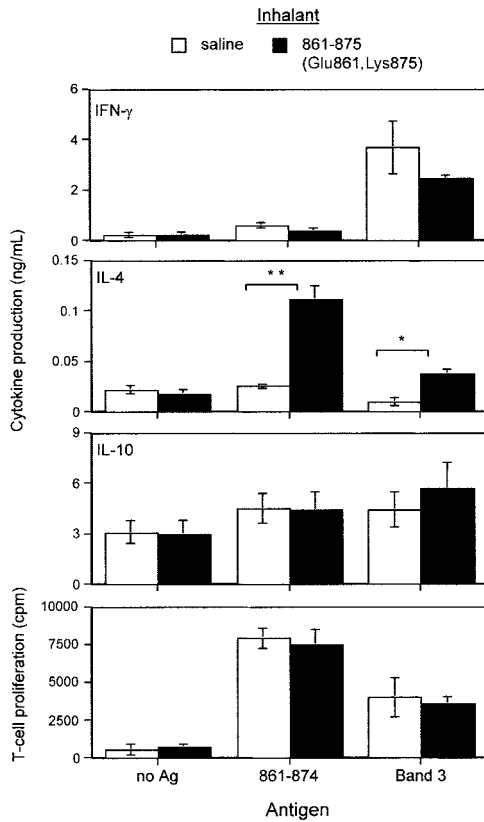 Inhalant
saline
861-875
(Glu861,Lys875)
IFN-γ
6
4
2
0
Cytokine production (ng/mL)
IL-4
0.15
0.1
0.05
0
* *
*
IL-10
9
6
3
0
T-cell proliferation (cpm)
10000
7500
5000
2500
0
no Ag
861-874
Band 3
Antigen